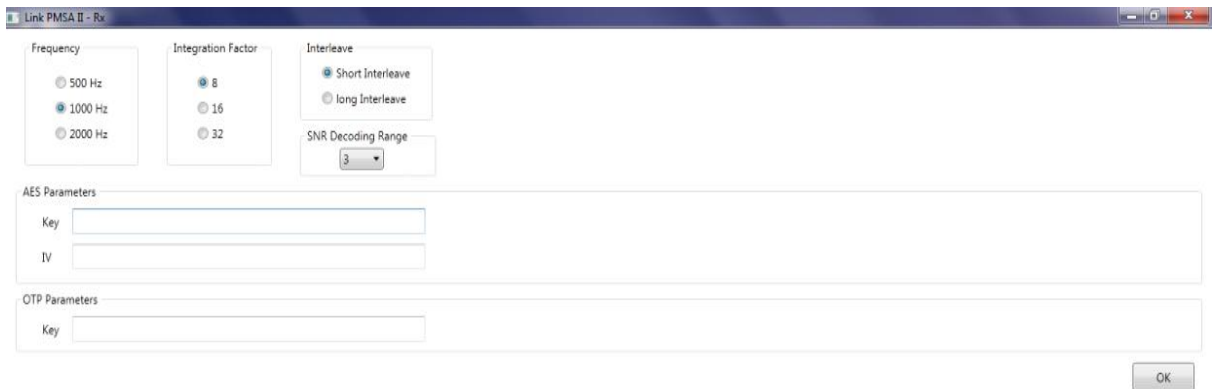 Link PMSA II - Rx
Frequency
500 Hz
1000 Hz
2000 Hz
Integration Factor
8
16
32
Interleave
Short Interleave
long Interleave
SNR Decoding Range
3
AES Parameters
Key
IV
OTP Parameters
Key
OK